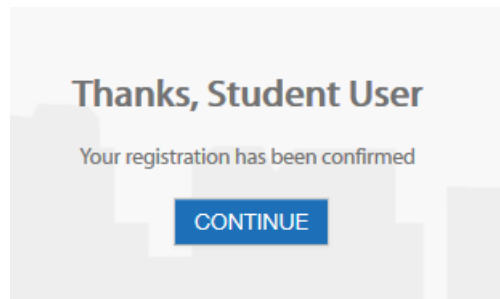 Thanks, Student User
Your registration has been confirmed
CONTINUE